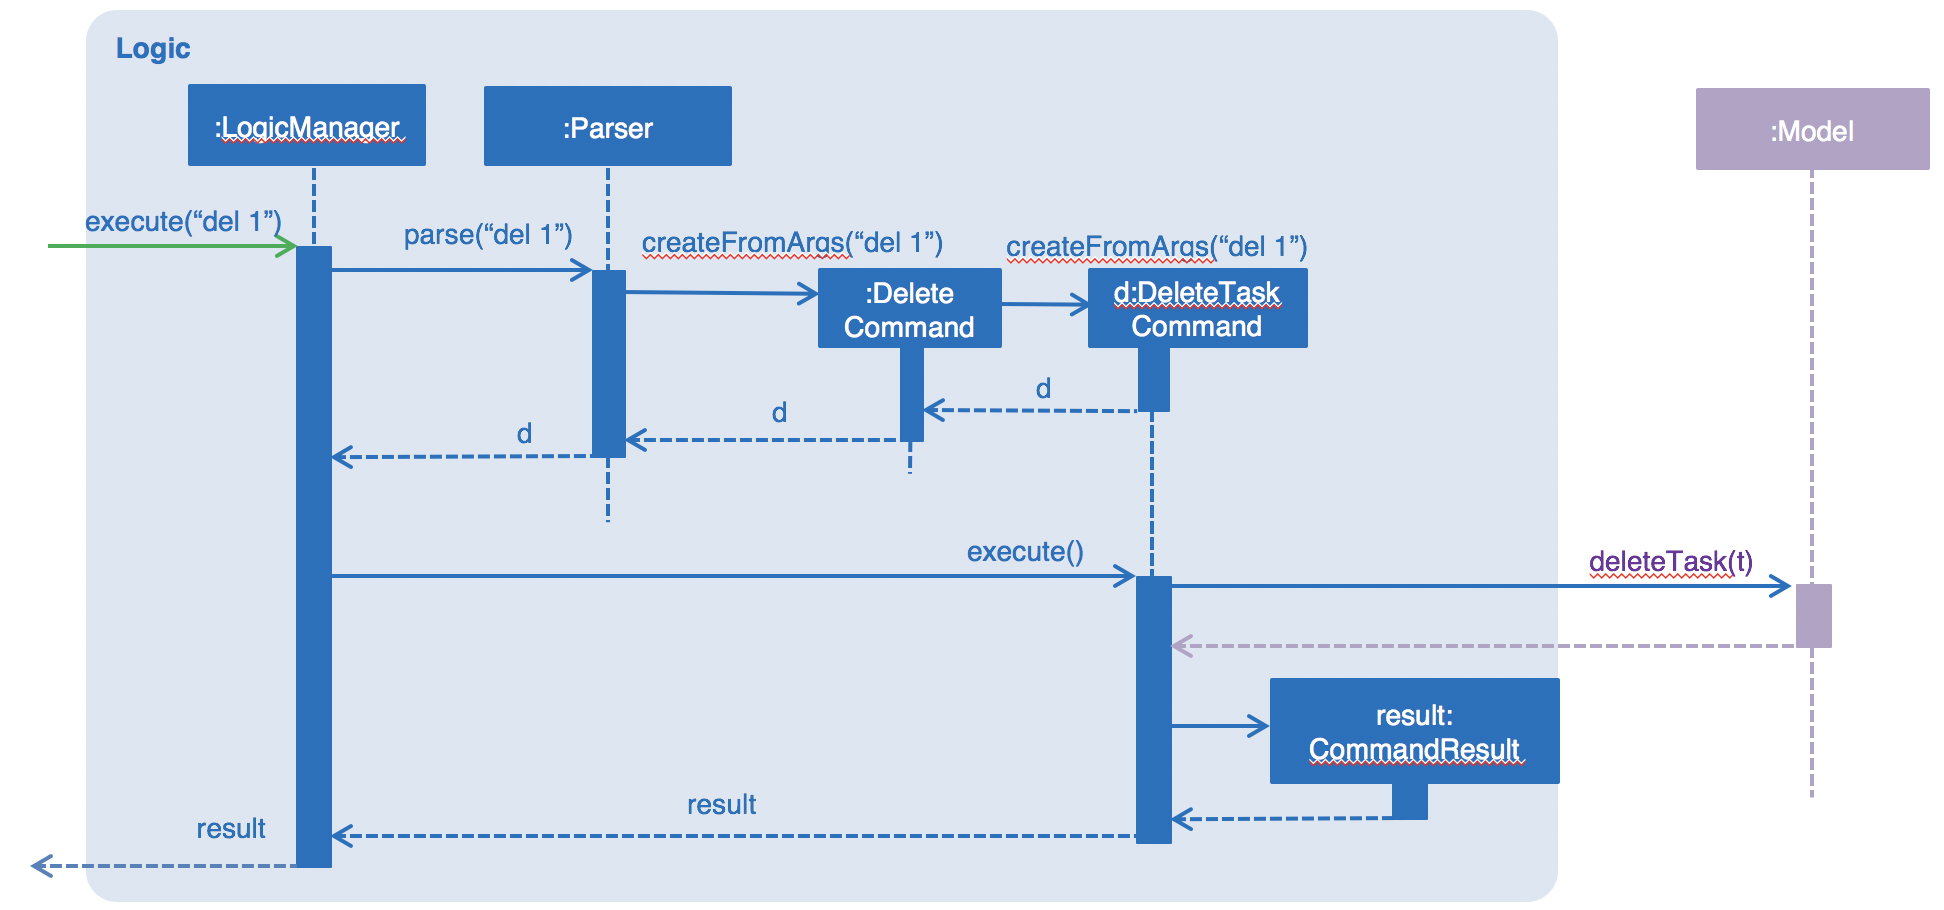 Logic
:LogicManager
:Parser
:Model
execute(“del 1”)
parse(“del 1”)
createFromArgs(“del 1”)
createFromArgs(“del 1”)
:Delete
Command
d:DeleteTask
Command
d
d
d
execute()
deleteTask(t)
result:
CommandResult
result
result